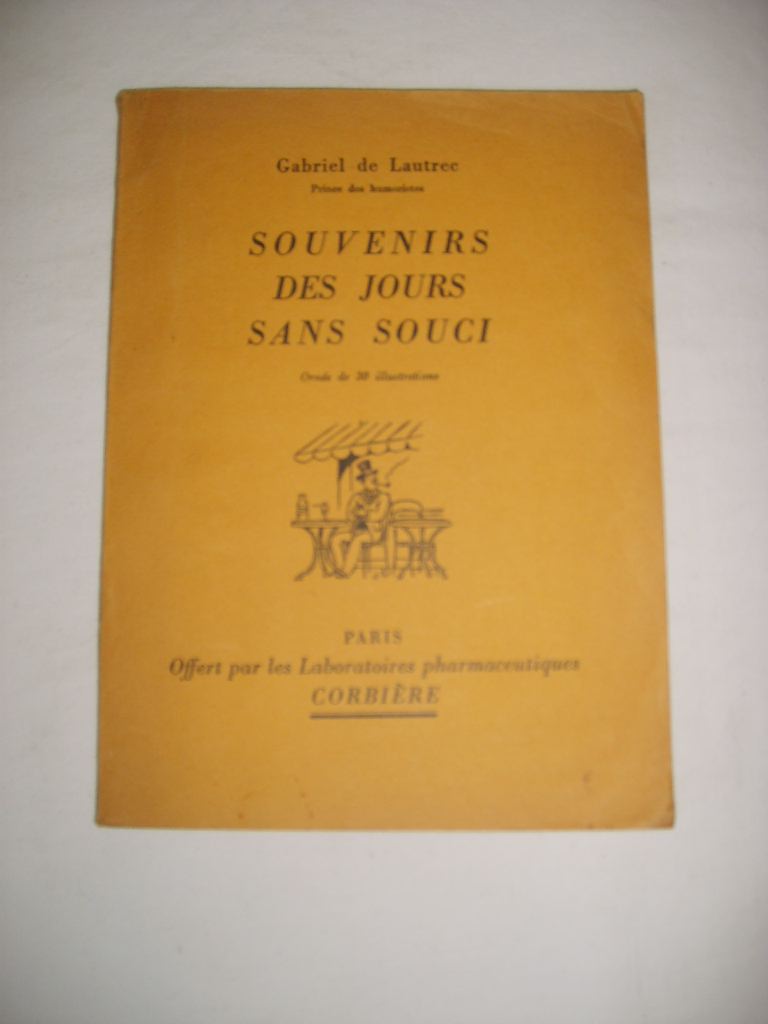 Gabriel de Lautrec
Prince des humoristes
SOUVENIRS
DES JOURS
SANS SOUCI
Ornés de 30 illustrations
PARIS
Offert par les Laboratoires pharmaceutiques
CORBIÈRE